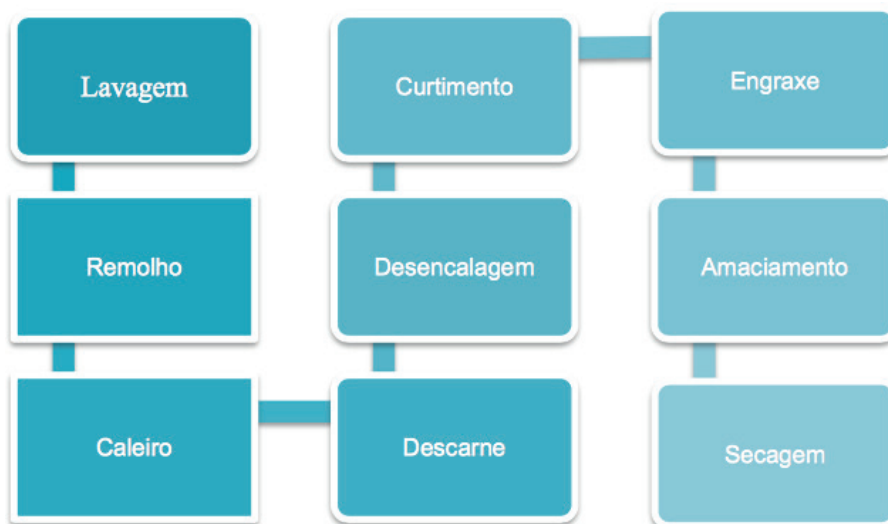 Lavagem
Remolho
Caleiro
Descarne
Desencalagem
Curtimento
Engraxe
Amaciamento
Secagem